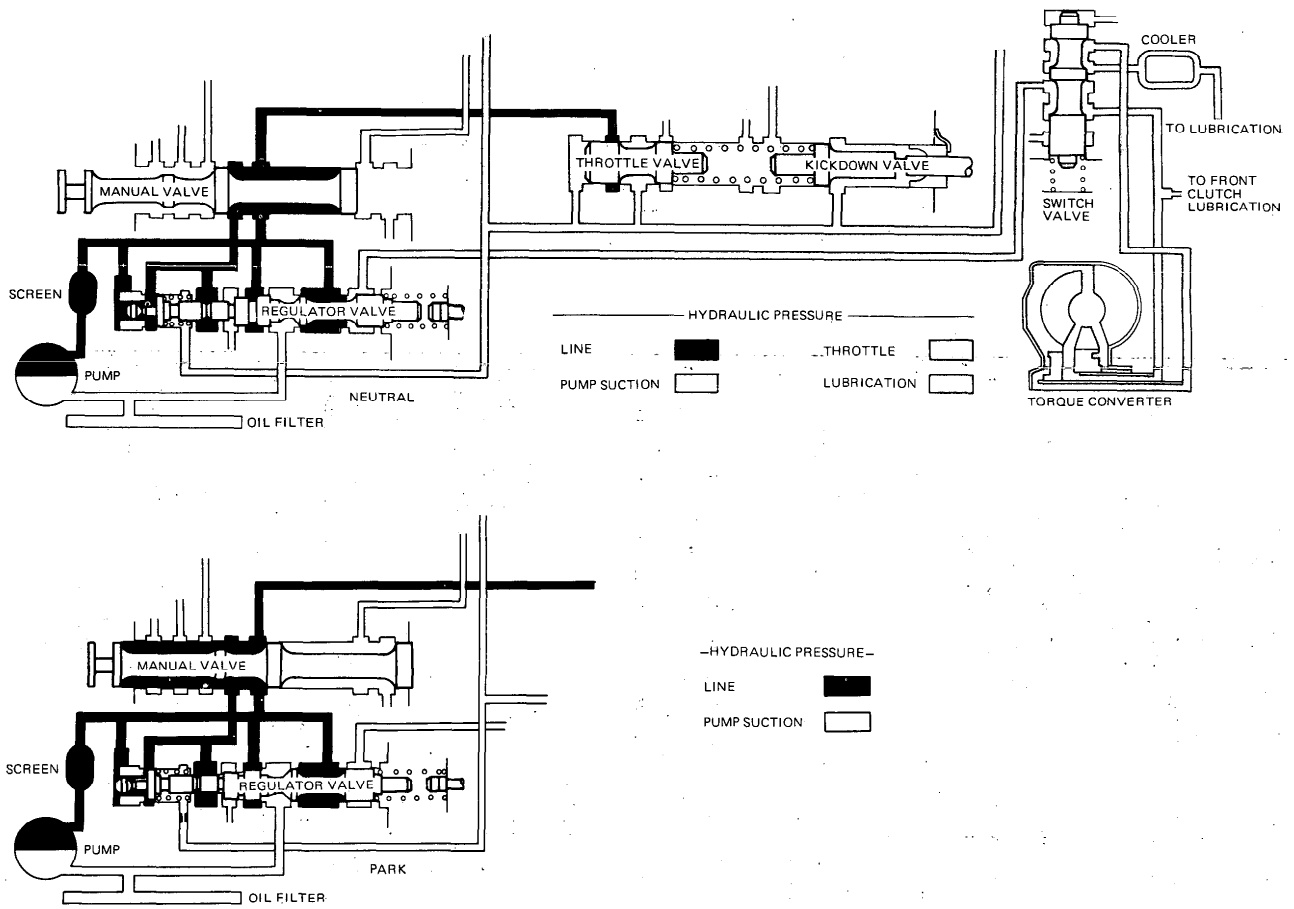 COOLER
TO LUBRICATION
THROTTLE VALVE
KICKDOWN VALVE
MANUAL VALVE
TO FRONT
CLUTCH
LUBRICATION
SWITCH
VALVE
SCREEN
REGULATOR VALVE
HYDRAULIC PRESSURE
LINE
THROTTLE
PUMP
PUMP SUCTION
LUBRICATION
NEUTRAL
TORQUE CONVERTER
OIL FILTER
MANUAL VALVE
-HYDRAULIC PRESSURE-
LINE
PUMP SUCTION
SCREEN
REGULATOR VALVE
PUMP
PARK
OIL FILTER